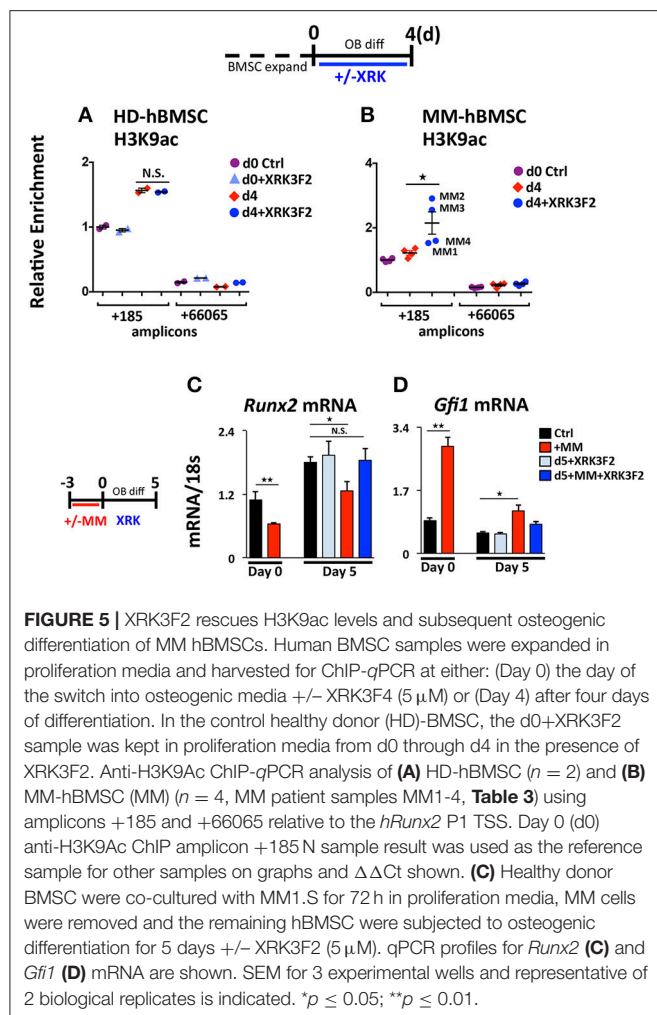 0 OB diff 4(d)
BMSC expand +/-XRK
A HD-hBMSC
H3K9ac
N.S.
d0 Ctrl
d0+XRK3F2
d4
d4+XRK3F2
Relative Enrichment
2
1
0
+185 +66065
amplicons
B MM-hBMSC
H3K9ac
★
MM2
MM3
MM4
MM1
d0 Ctrl
d4
d4+XRK3F2
4
2
0
+185 +66065
amplicons
C Runx2 mRNA
**
*
N.S.
mRNA/18s
2.4
1.2
0
Day 0 Day 5
D Gfi1 mRNA
**
*
3.4
1.7
0
Day 0 Day 5
Ctrl
+MM
d5+XRK3F2
d5+MM+XRK3F2
-3 0 OB diff 5
+/-MM XRK
FIGURE 5 | XRK3F2 rescues H3K9ac levels and subsequent osteogenic
differentiation of MM hBMSCs. Human BMSC samples were expanded in
proliferation media and harvested for ChIP-qPCR at either: (Day 0) the day of
the switch into osteogenic media +/− XRK3F4 (5 μM) or (Day 4) after four days
of differentiation. In the control healthy donor (HD)-BMSC, the d0+XRK3F2
sample was kept in proliferation media from d0 through d4 in the presence of
XRK3F2. Anti-H3K9Ac ChIP-qPCR analysis of (A) HD-hBMSC (n = 2) and (B)
MM-hBMSC (MM) (n = 4, MM patient samples MM1-4, Table 3) using
amplicons +185 and +66065 relative to the hRunx2 P1 TSS. Day 0 (d0)
anti-H3K9Ac ChIP amplicon +185 N sample result was used as the reference
sample for other samples on graphs and ΔΔCt shown. (C) Healthy donor
BMSC were co-cultured with MM1.S for 72 h in proliferation media, MM cells
were removed and the remaining hBMSC were subjected to osteogenic
differentiation for 5 days +/− XRK3F2 (5 μM). qPCR profiles for Runx2 (C) and
Gfi1 (D) mRNA are shown. SEM for 3 experimental wells and representative of
2 biological replicates is indicated. *p ≤ 0.05; **p ≤ 0.01.